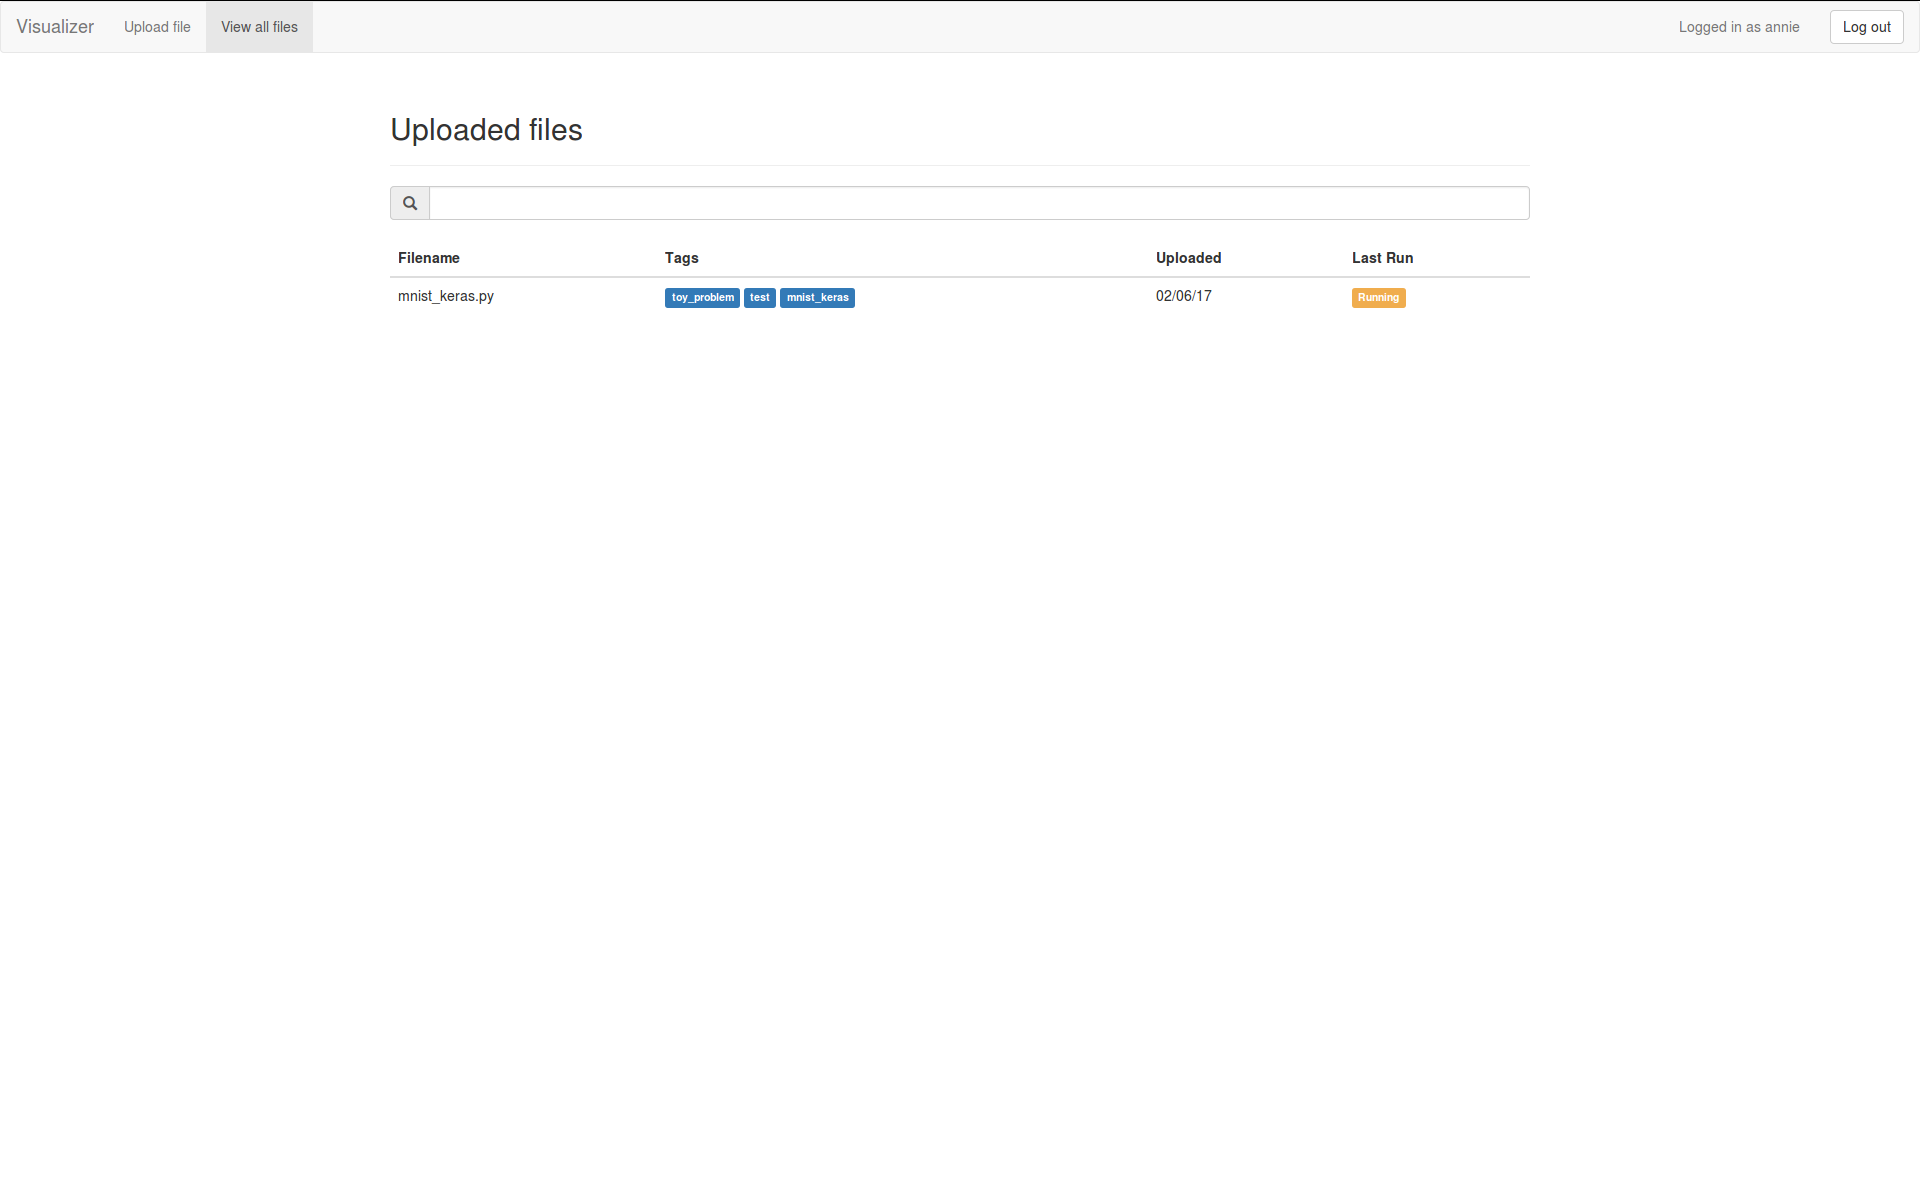 Visualizer Upload file View all files Logged in as annie Log out
Uploaded files
Filename Tags Uploaded Last Run
mnist_keras.py toy_problem test mnist_keras 02/06/17 Running